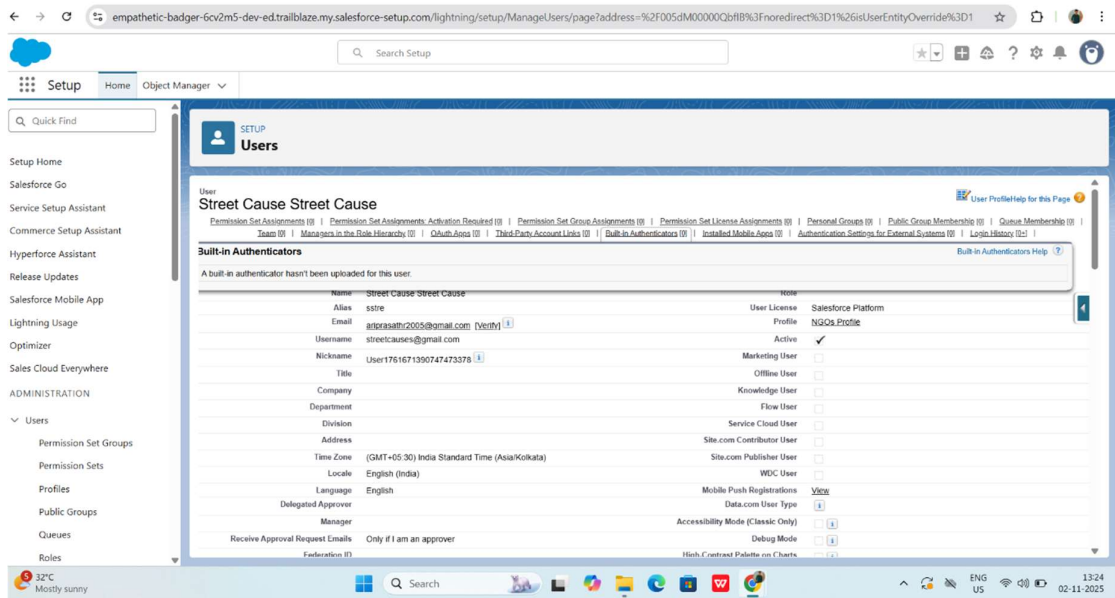 empathetic-badger-6cv2m5-dev-ed.trailblaze.my.salesforce-setup.com/lightning/setup/ManageUsers/page?address=%2F005dM00000QbflB%3Fnoredirect%3D1%26isUserEntityOverride%3D1
Search Setup
Setup Home Object Manager
Quick Find
Setup Home
Salesforce Go
Service Setup Assistant
Commerce Setup Assistant
Hyperforce Assistant
Release Updates
Salesforce Mobile App
Lightning Usage
Optimizer
Sales Cloud Everywhere
ADMINISTRATION
Users
Permission Set Groups
Permission Sets
Profiles
Public Groups
Queues
Roles
SETUP
Users
User
Street Cause Street Cause
User Profile Help for this Page ?
Permission Set Assignments [0] | Permission Set Assignments: Activation Required [0] | Permission Set Group Assignments [0] | Permission Set License Assignments [0] | Personal Groups [0] | Public Group Membership [0] | Queue Membership [0] |
Team [0] | Managers in the Role Hierarchy [0] | OAuth Apps [0] | Third-Party Account Links [0] | Built-in Authenticators [0] | Installed Mobile Apps [0] | Authentication Settings for External Systems [0] | Login History [0+] |
Built-in Authenticators Built-in Authenticators Help ?
A built-in authenticator hasn't been uploaded for this user.
Name Street Cause Street Cause Role
Alias sstre User License Salesforce Platform
Email ariprasathr2005@gmail.com [Verify] i Profile NGOs Profile
Username streetcauses@gmail.com Active ✓
Nickname User1761671390747473378 i Marketing User
Title Offline User
Company Knowledge User
Department Flow User
Division Service Cloud User
Address Site.com Contributor User
Time Zone (GMT+05:30) India Standard Time (Asia/Kolkata) Site.com Publisher User
Locale English (India) WDC User
Language English Mobile Push Registrations View
Delegated Approver Data.com User Type i
Manager Accessibility Mode (Classic Only) i
Receive Approval Request Emails Only if I am an approver Debug Mode i
Federation ID High-Contrast Palette on Charts i
5
32°C
Mostly sunny
Search
W
ENG
US
13:24
02-11-2025